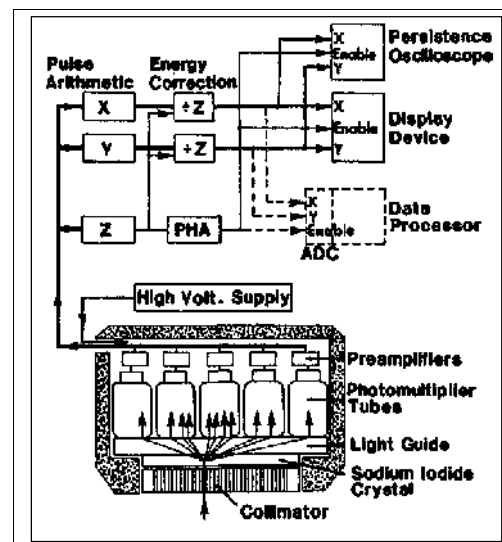 Pulse
Arithmetic
Energy
Correction
X
Enable
Y
Persistence
Oscilloscope
X
÷Z
X
Enable
Y
Display
Device
Y
÷Z
X
Y
Enable
ADC
Data
Processor
Z
PHA
High Volt. Supply
Preamplifiers
Photomultiplier
Tubes
Light Guide
Sodium Iodide
Crystal
Collimator